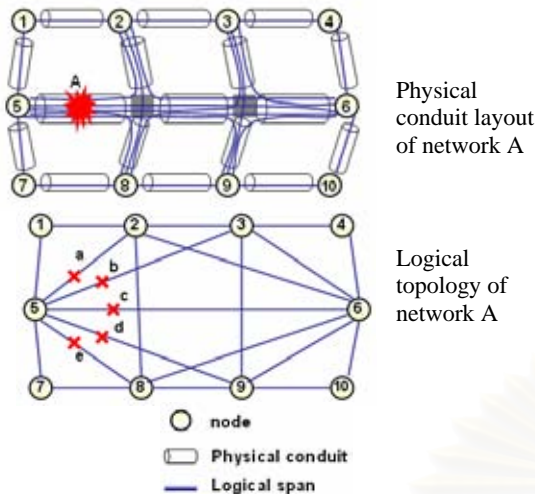 1
2
3
4
A
5
6
7
8
9
10
Physical
conduit layout
of network A
1
2
3
4
a
b
c
5
6
d
e
7
8
9
10
Logical
topology of
network A
node
Physical conduit
Logical span